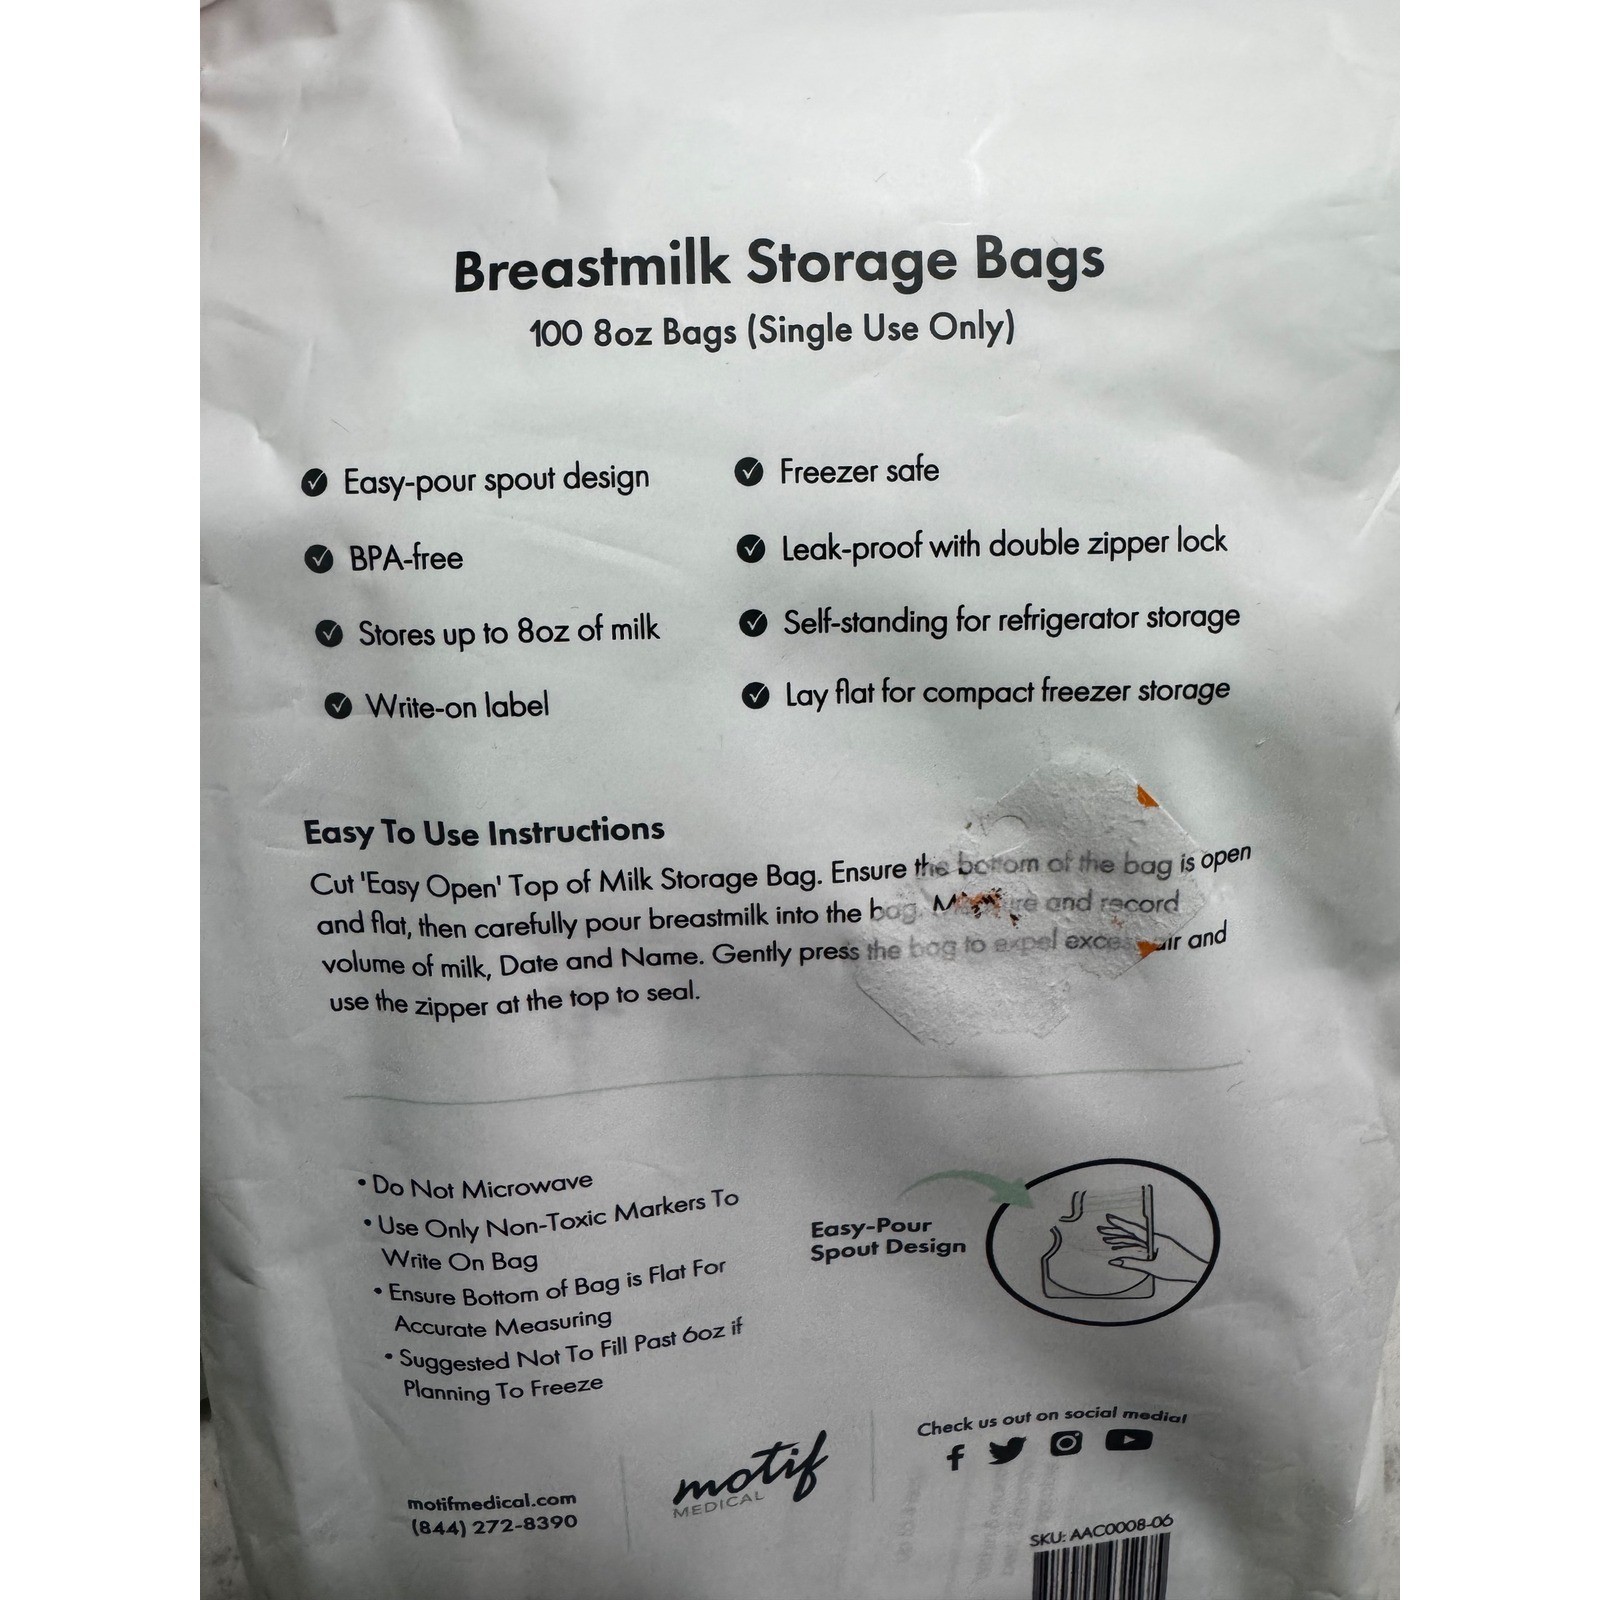 Breastmilk Storage Bags
100 8oz Bags (Single Use Only)
Easy-pour spout design
BPA-free
Stores up to 8oz of milk
Write-on label
Freezer safe
Leak-proof with double zipper lock
Self-standing for refrigerator storage
Lay flat for compact freezer storage
Easy To Use Instructions
Cut 'Easy Open' Top of Milk Storage Bag. Ensure the bottom of the bag is open
and flat, then carefully pour breastmilk into the bag. and record
volume of milk, Date and Name. Gently press the bag to expel excess air and
use the zipper at the top to seal.
• Do Not Microwave
• Use Only Non-Toxic Markers To
Write On Bag
• Ensure Bottom of Bag is Flat For
Accurate Measuring
• Suggested Not To Fill Past 6oz if
Planning To Freeze
Easy-Pour
Spout Design
motifmedical.com
(844) 272-8390
motif
MEDICAL
Check us out on social media!
SKU: AAC0008-06